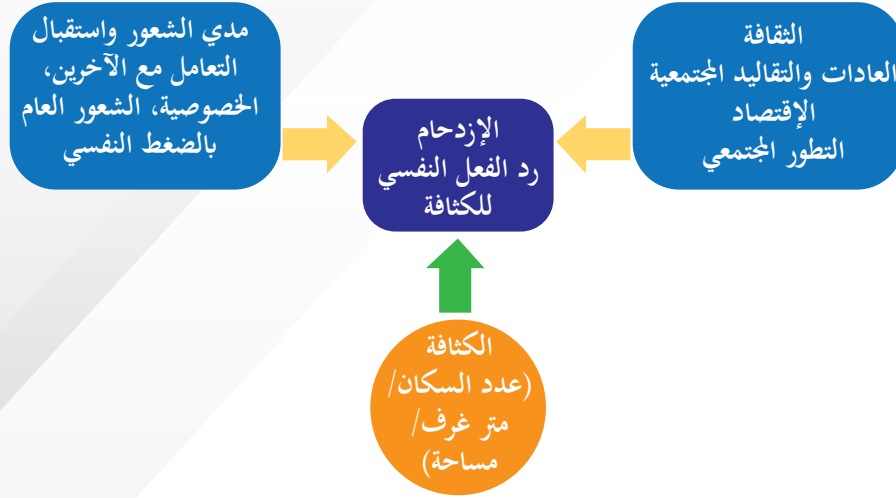 الثقافة
العادات والتقاليد المجتمعية
الإقتصاد
التطور المجتمعي
مدي الشعور واستقبال
التعامل مع الآخرين،
الخصوصية، الشعور العام
بالضغط النفسي
الإزدحام
رد الفعل النفسي
للكثافة
الكثافة
(عدد السكان/
متر غرف/
مساحة)